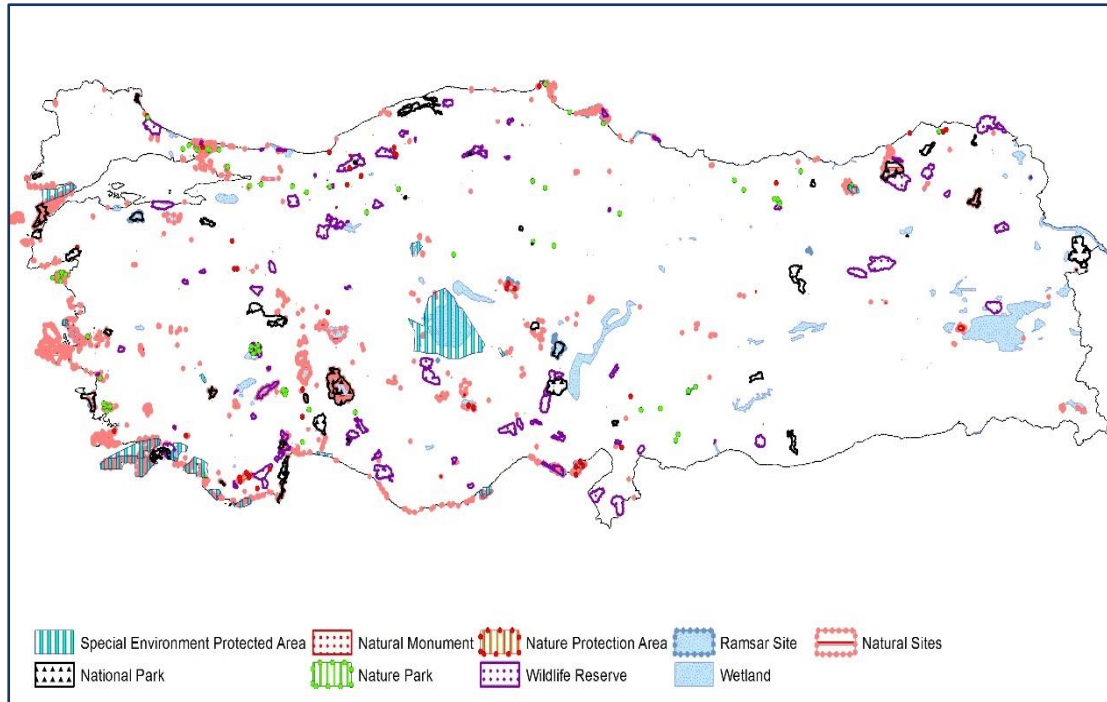 Special Environment Protected Area Natural Monument Nature Protection Area Ramsar Site Natural Sites
National Park Nature Park Wildlife Reserve Wetland